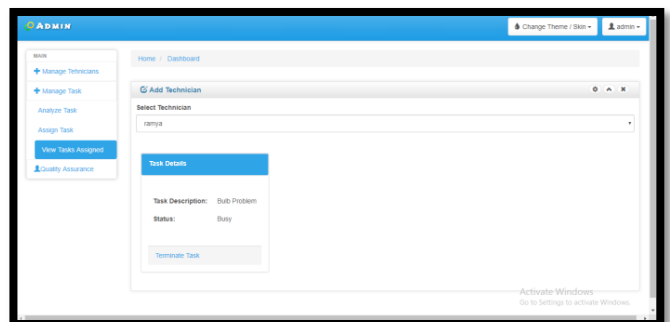 ADMIN
Change Theme / Skin
admin
MAIN
Manage Tehnicians
Manage Task
Analyze Task
Assign Task
View Tasks Assigned
Quality Assurance
Home / Dashboard
Add Technician
Select Technician
ramya
Task Details
Task Description: Bulb Problem
Status: Busy
Terminate Task
Activate Windows
Go to Settings to activate Windows.